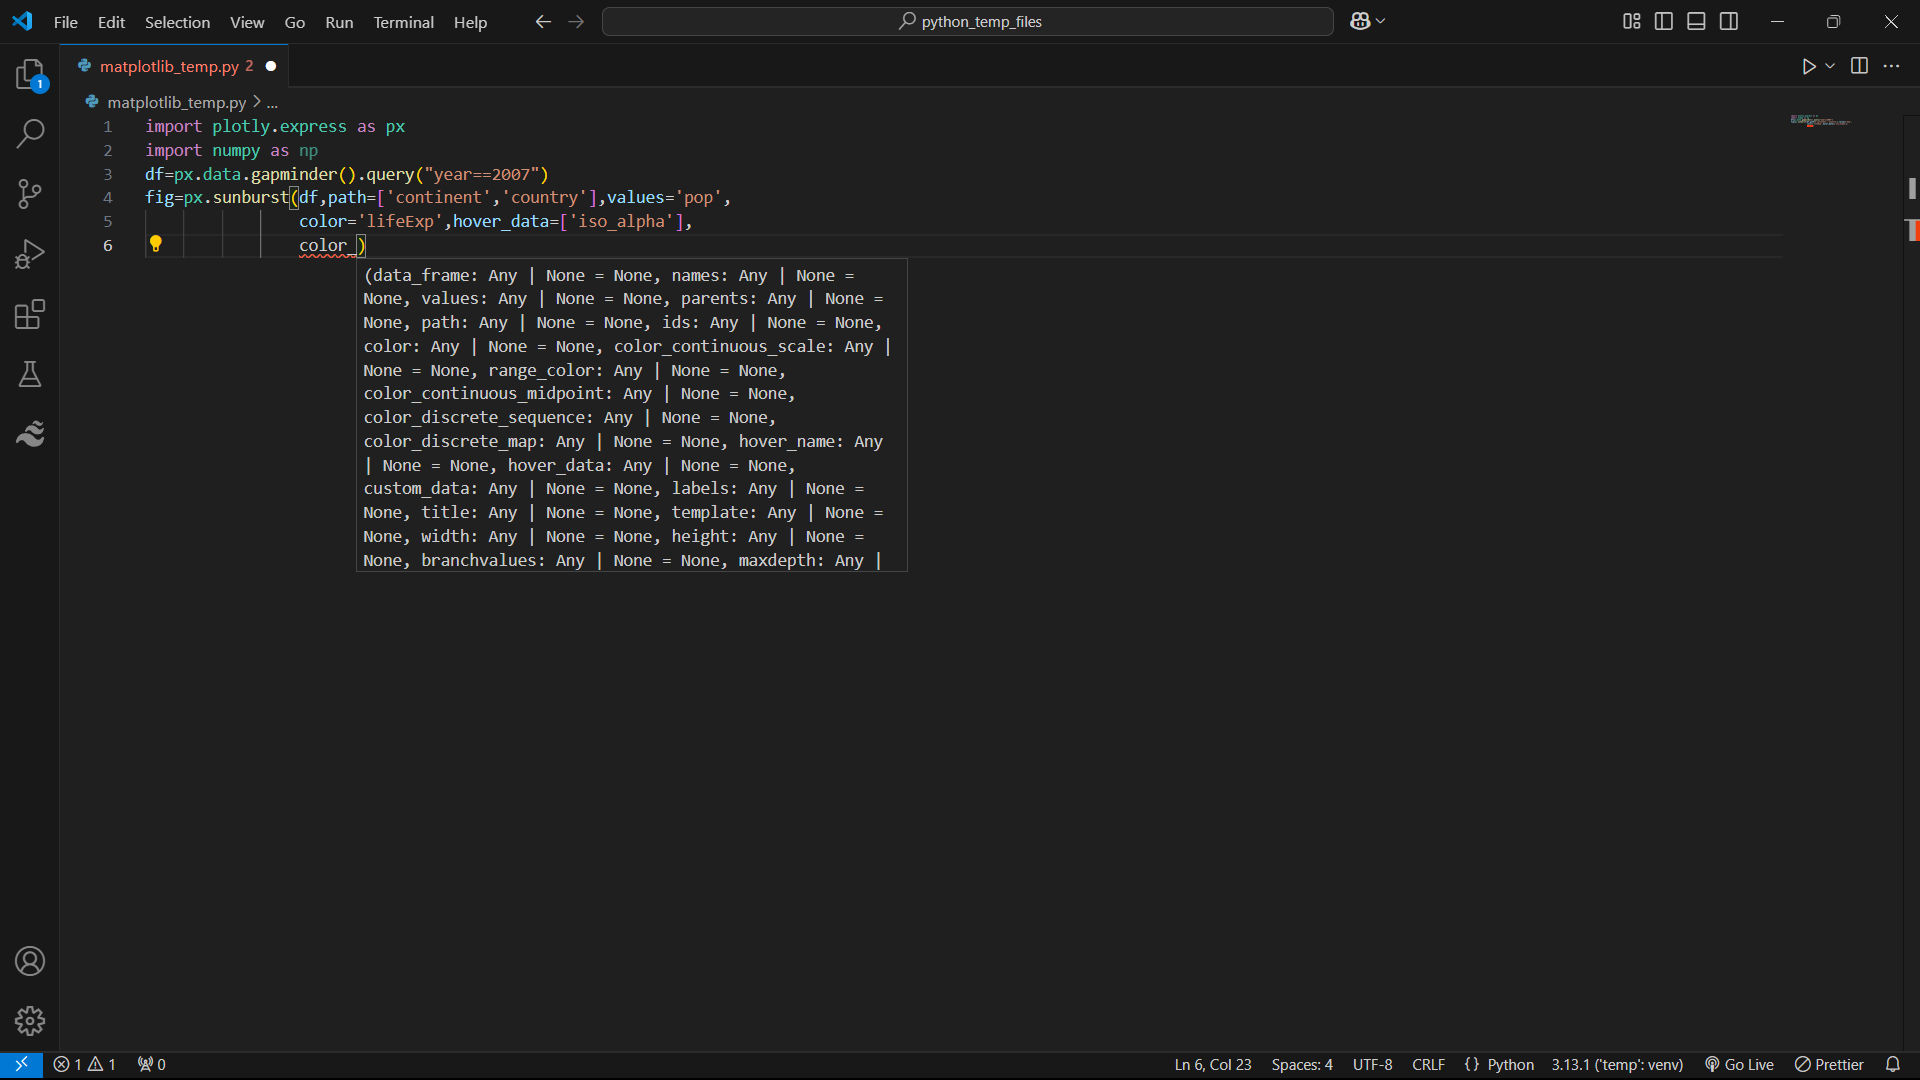 File Edit Selection View Go Run Terminal Help python_temp_files
matplotlib_temp.py 2
1
matplotlib_temp.py > ...
1 import plotly.express as px
2 import numpy as np
3 df=px.data.gapminder().query("year==2007")
4 fig=px.sunburst(df,path=['continent','country'],values='pop',
5 color='lifeExp',hover_data=['iso_alpha'],
6 color_)
(data_frame: Any | None = None, names: Any | None =
None, values: Any | None = None, parents: Any | None =
None, path: Any | None = None, ids: Any | None = None,
color: Any | None = None, color_continuous_scale: Any |
None = None, range_color: Any | None = None,
color_continuous_midpoint: Any | None = None,
color_discrete_sequence: Any | None = None,
color_discrete_map: Any | None = None, hover_name: Any
| None = None, hover_data: Any | None = None,
custom_data: Any | None = None, labels: Any | None =
None, title: Any | None = None, template: Any | None =
None, width: Any | None = None, height: Any | None =
None, branchvalues: Any | None = None, maxdepth: Any |
1 1 0 Ln 6, Col 23 Spaces: 4 UTF-8 CRLF {} Python 3.13.1 ('temp': venv) Go Live Prettier